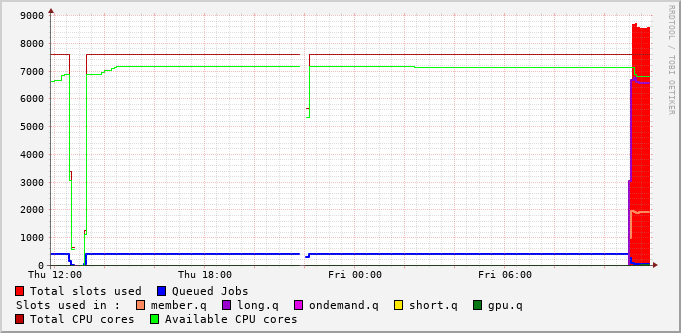 9000
8000
7000
6000
5000
4000
3000
2000
1000
0
Thu 12:00 Thu 18:00 Fri 00:00 Fri 06:00
RRDTOOL / TOBI OETIKER
Total slots used Queued Jobs
Slots used in : member.q long.q ondemand.q short.q gpu.q
Total CPU cores Available CPU cores